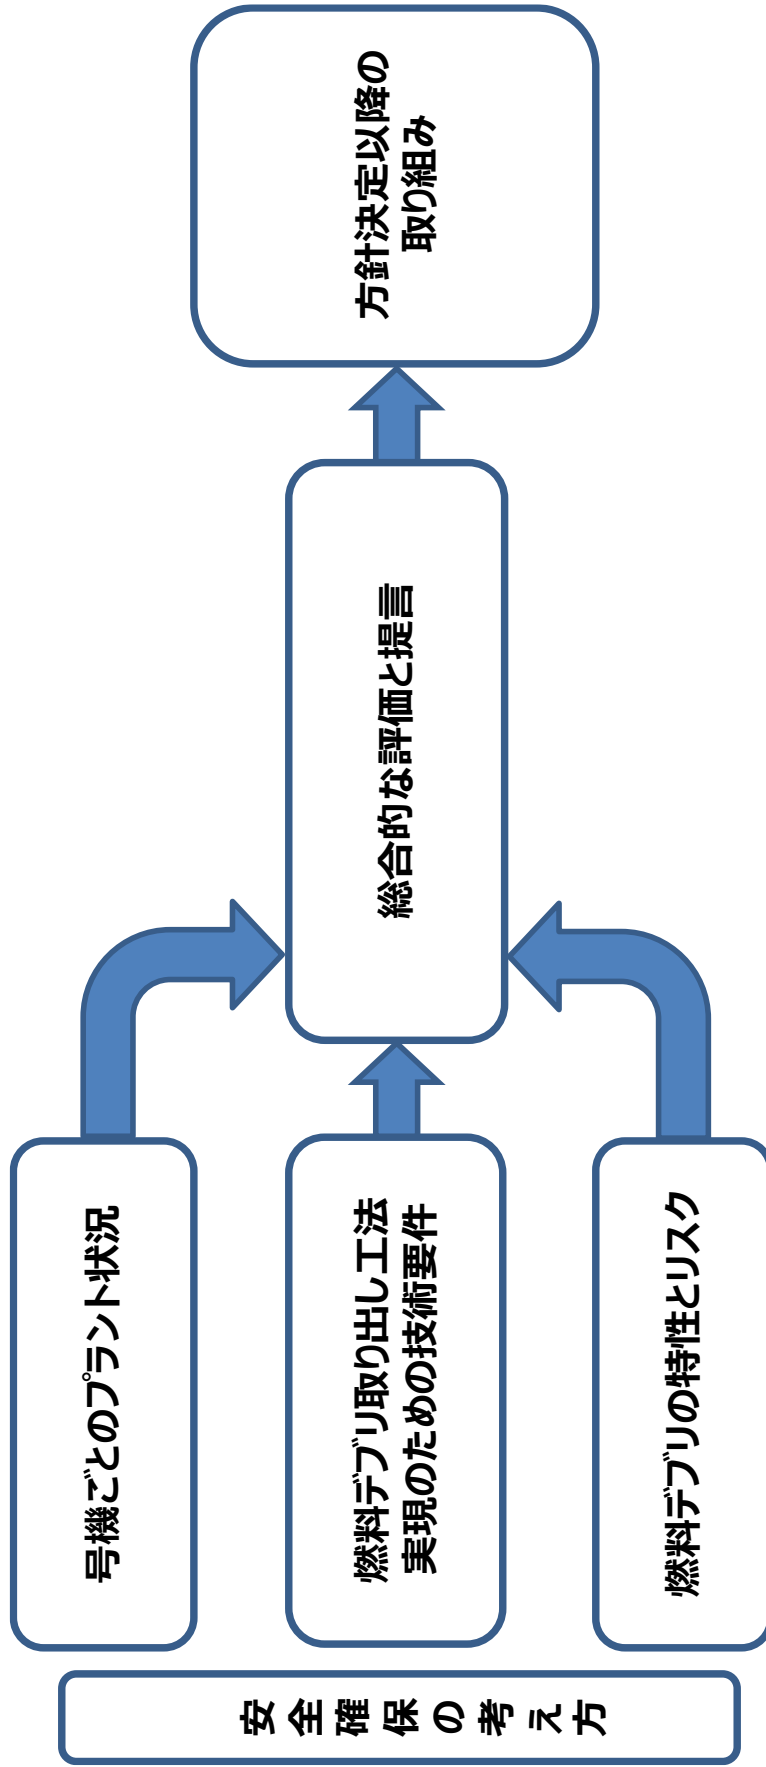 安全確保の考え方
号機ごとのプラント状況
燃料デブリ取り出し工法
実現のための技術要件
燃料デブリの特性とリスク
総合的な評価と提言
方針決定以降の
取り組み